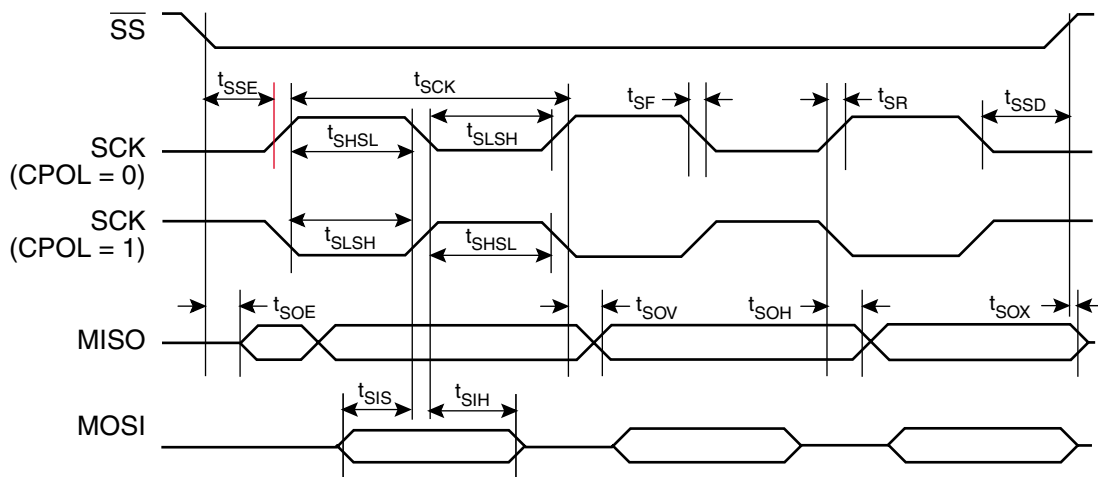 SS
tSSE
tSCK
tSF
tSR
tSSD
tSHSL
tSLSH
SCK
(CPOL = 0)
SCK
(CPOL = 1)
tSLSH
tSHSL
tSOE
tSOV
tSOH
tSOX
MISO
tSIS
tSIH
MOSI